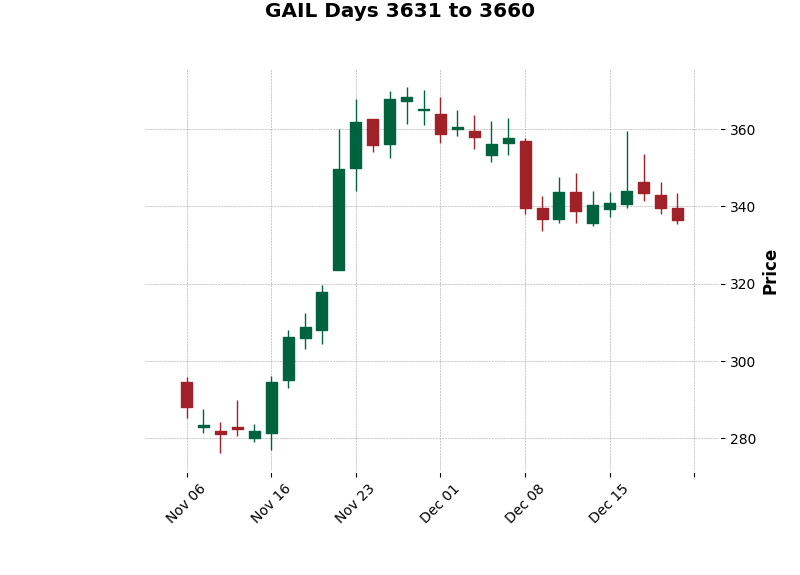 GAIL Days 3631 to 3660
360
340
320
300
280
Price
Nov 06
Nov 16
Nov 23
Dec 01
Dec 08
Dec 15